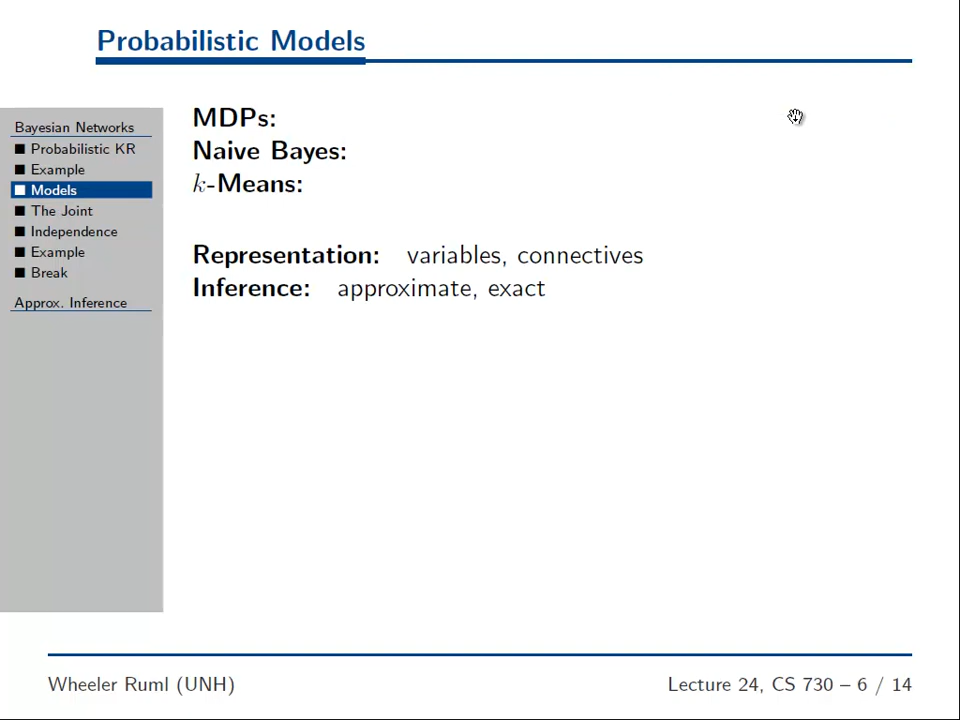 Probabilistic Models
Bayesian Networks
Probabilistic KR
Example
Models
The Joint
Independence
Example
Break
Approx. Inference
MDPs:
Naive Bayes:
k-Means:
Representation: variables, connectives
Inference: approximate, exact
Wheeler Ruml (UNH)
Lecture 24, CS 730 – 6 / 14